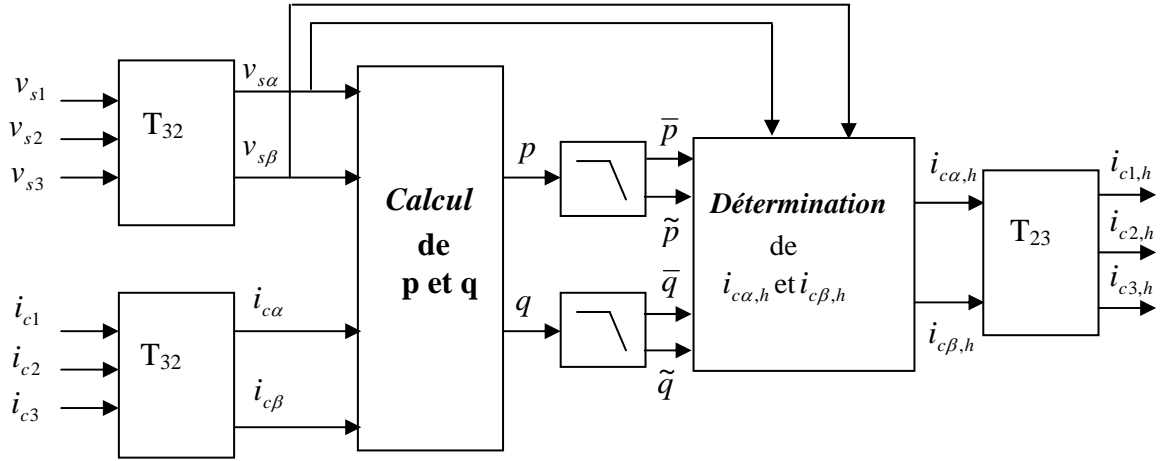 v_{s1}
v_{s2}
v_{s3}
T_{32}
v_{sα}
v_{sβ}
i_{c1}
i_{c2}
i_{c3}
T_{32}
i_{cα}
i_{cβ}
Calcul
de
p et q
p
q
p̄
p̃
q̄
q̃
Détermination
de
i_{cα,h} et i_{cβ,h}
i_{cα,h}
i_{cβ,h}
T_{23}
i_{c1,h}
i_{c2,h}
i_{c3,h}